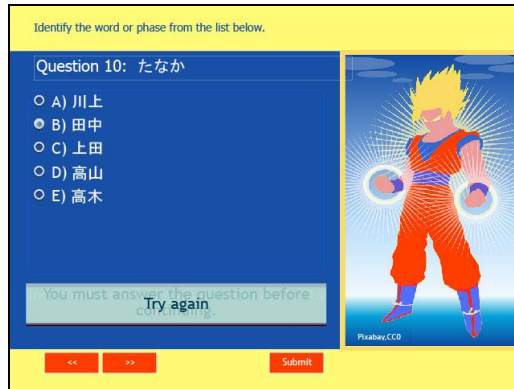 Identify the word or phase from the list below.
Question 10: たなか
A) 川上
B) 田中
C) 上田
D) 高山
E) 高木
You must answer the question before
continuing.
Try again
Pixabay,CC0
<< >> Submit